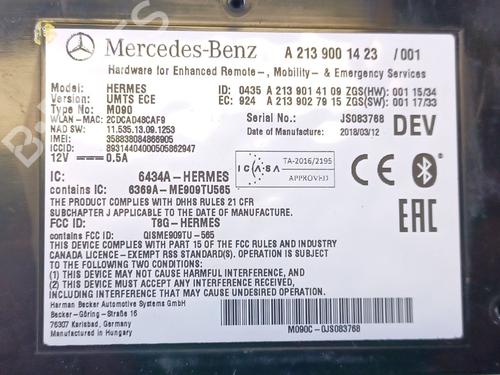 Mercedes-Benz A 213 900 14 23 /001
Hardware for Enhanced Remote-, Mobility- & Emergency Services
Model: HERMES ID: 0435 A 213 901 41 09 ZGS(HW): 001 15/34
Version: UMTS ECE EC: 924 A 213 902 79 15 ZGS(SW): 001 17/33
Type: M090
WLAN-MAC: 2CDCAD48CAF9 JS083768 DEV
NAD SW: 11.535.13.09.1253 Date of Manufacture:
IMEI: 358838084866905 2018/03/12
ICCID: 89314404000505862947
12V 0.5A
ICASA TA-2016/2195
APPROVED
IC: 6434A-HERMES
contains IC: 6369A-ME909TU565
THE PRODUCT COMPLIES WITH DHHS RULES 21 CFR
SUBCHAPTER J APPLICABLE TO THE DATE OF MANUFACTURE.
FCC ID: T8G-HERMES
contains FCC ID: QISME909TU-565
THIS DEVICE COMPLIES WITH PART 15 OF THE FCC RULES AND INDUSTRY
CANADA LICENCE-EXEMPT RSS STANDARD(S). OPERATION IS SUBJECT
TO THE FOLLOWING TWO CONDITIONS:
(1) THIS DEVICE MAY NOT CAUSE HARMFUL INTERFERENCE, AND
(2) THIS DEVICE MUST ACCEPT ANY INTERFERENCE RECEIVED, INCLUDING
INTERFERENCE THAT MAY CAUSE UNDESIRED OPERATION.
EAC
Harman Becker Automotive Systems GmbH
Becker-Göring-Straße 16
76307 Karlsbad, Germany
Manufactured in Hungary
M090C-0JS083768